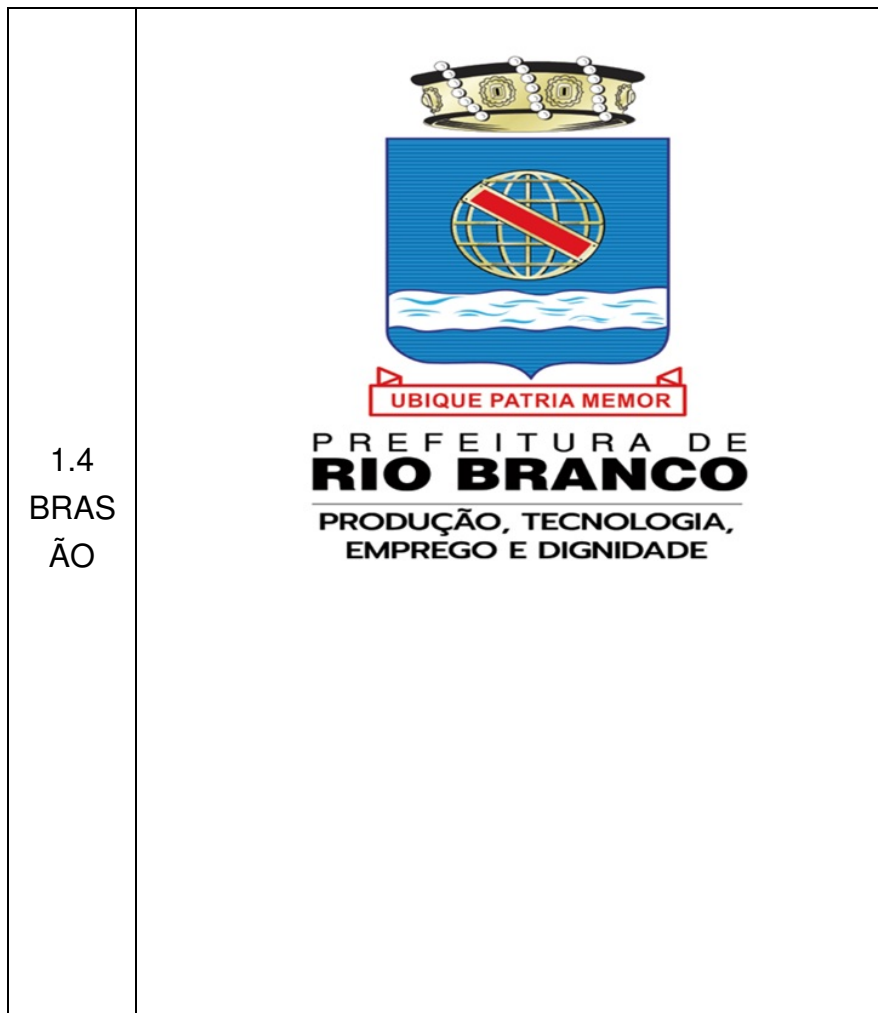 1.4
BRAS
ÃO
UBIQUE PATRIA MEMOR
PREFEITURA DE
RIO BRANCO
PRODUÇÃO, TECNOLOGIA,
EMPREGO E DIGNIDADE